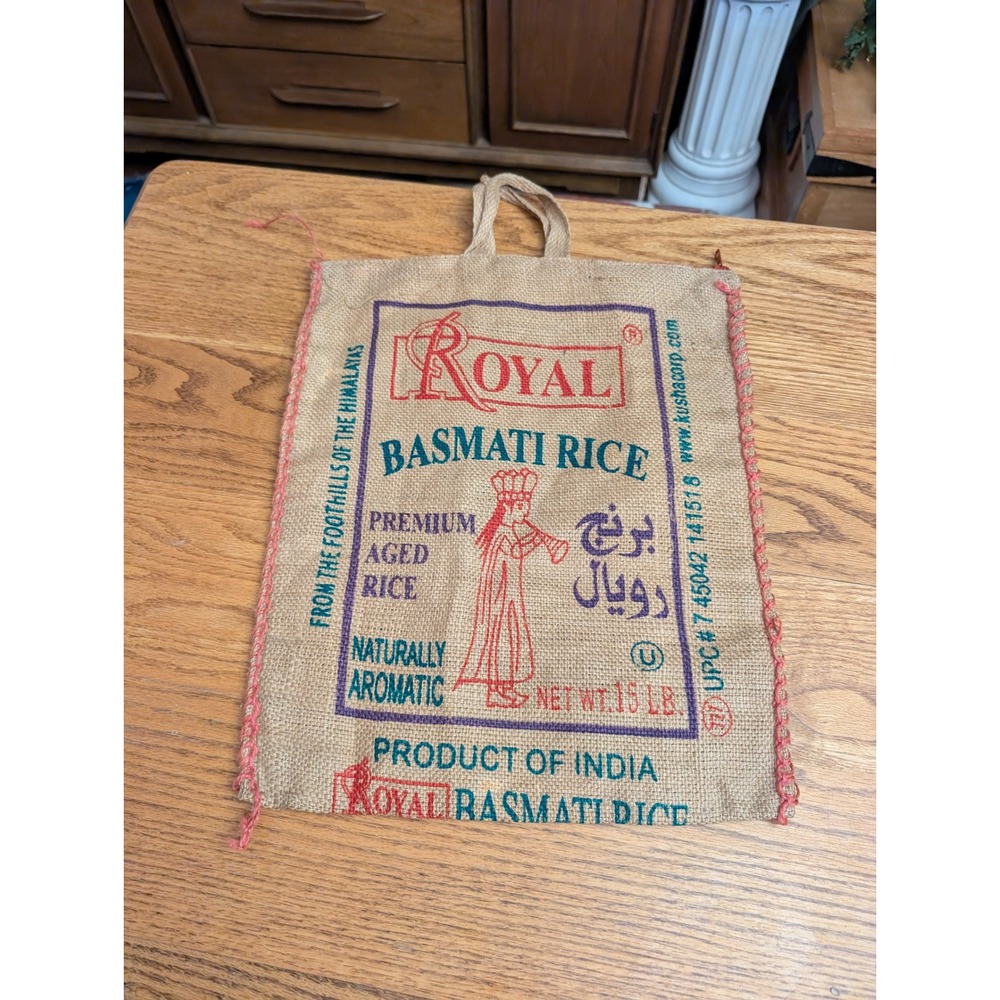 ROYAL ®
BASMATI RICE
PREMIUM
AGED
RICE
برنج
رويال
NATURALLY
AROMATIC
U
NET WT. 15 LB.
FROM THE FOOTHILLS OF THE HIMALAYAS
UPC # 7 45042 14151 8 www.kushacorp.com
PRODUCT OF INDIA
ROYAL BASMATI RICE